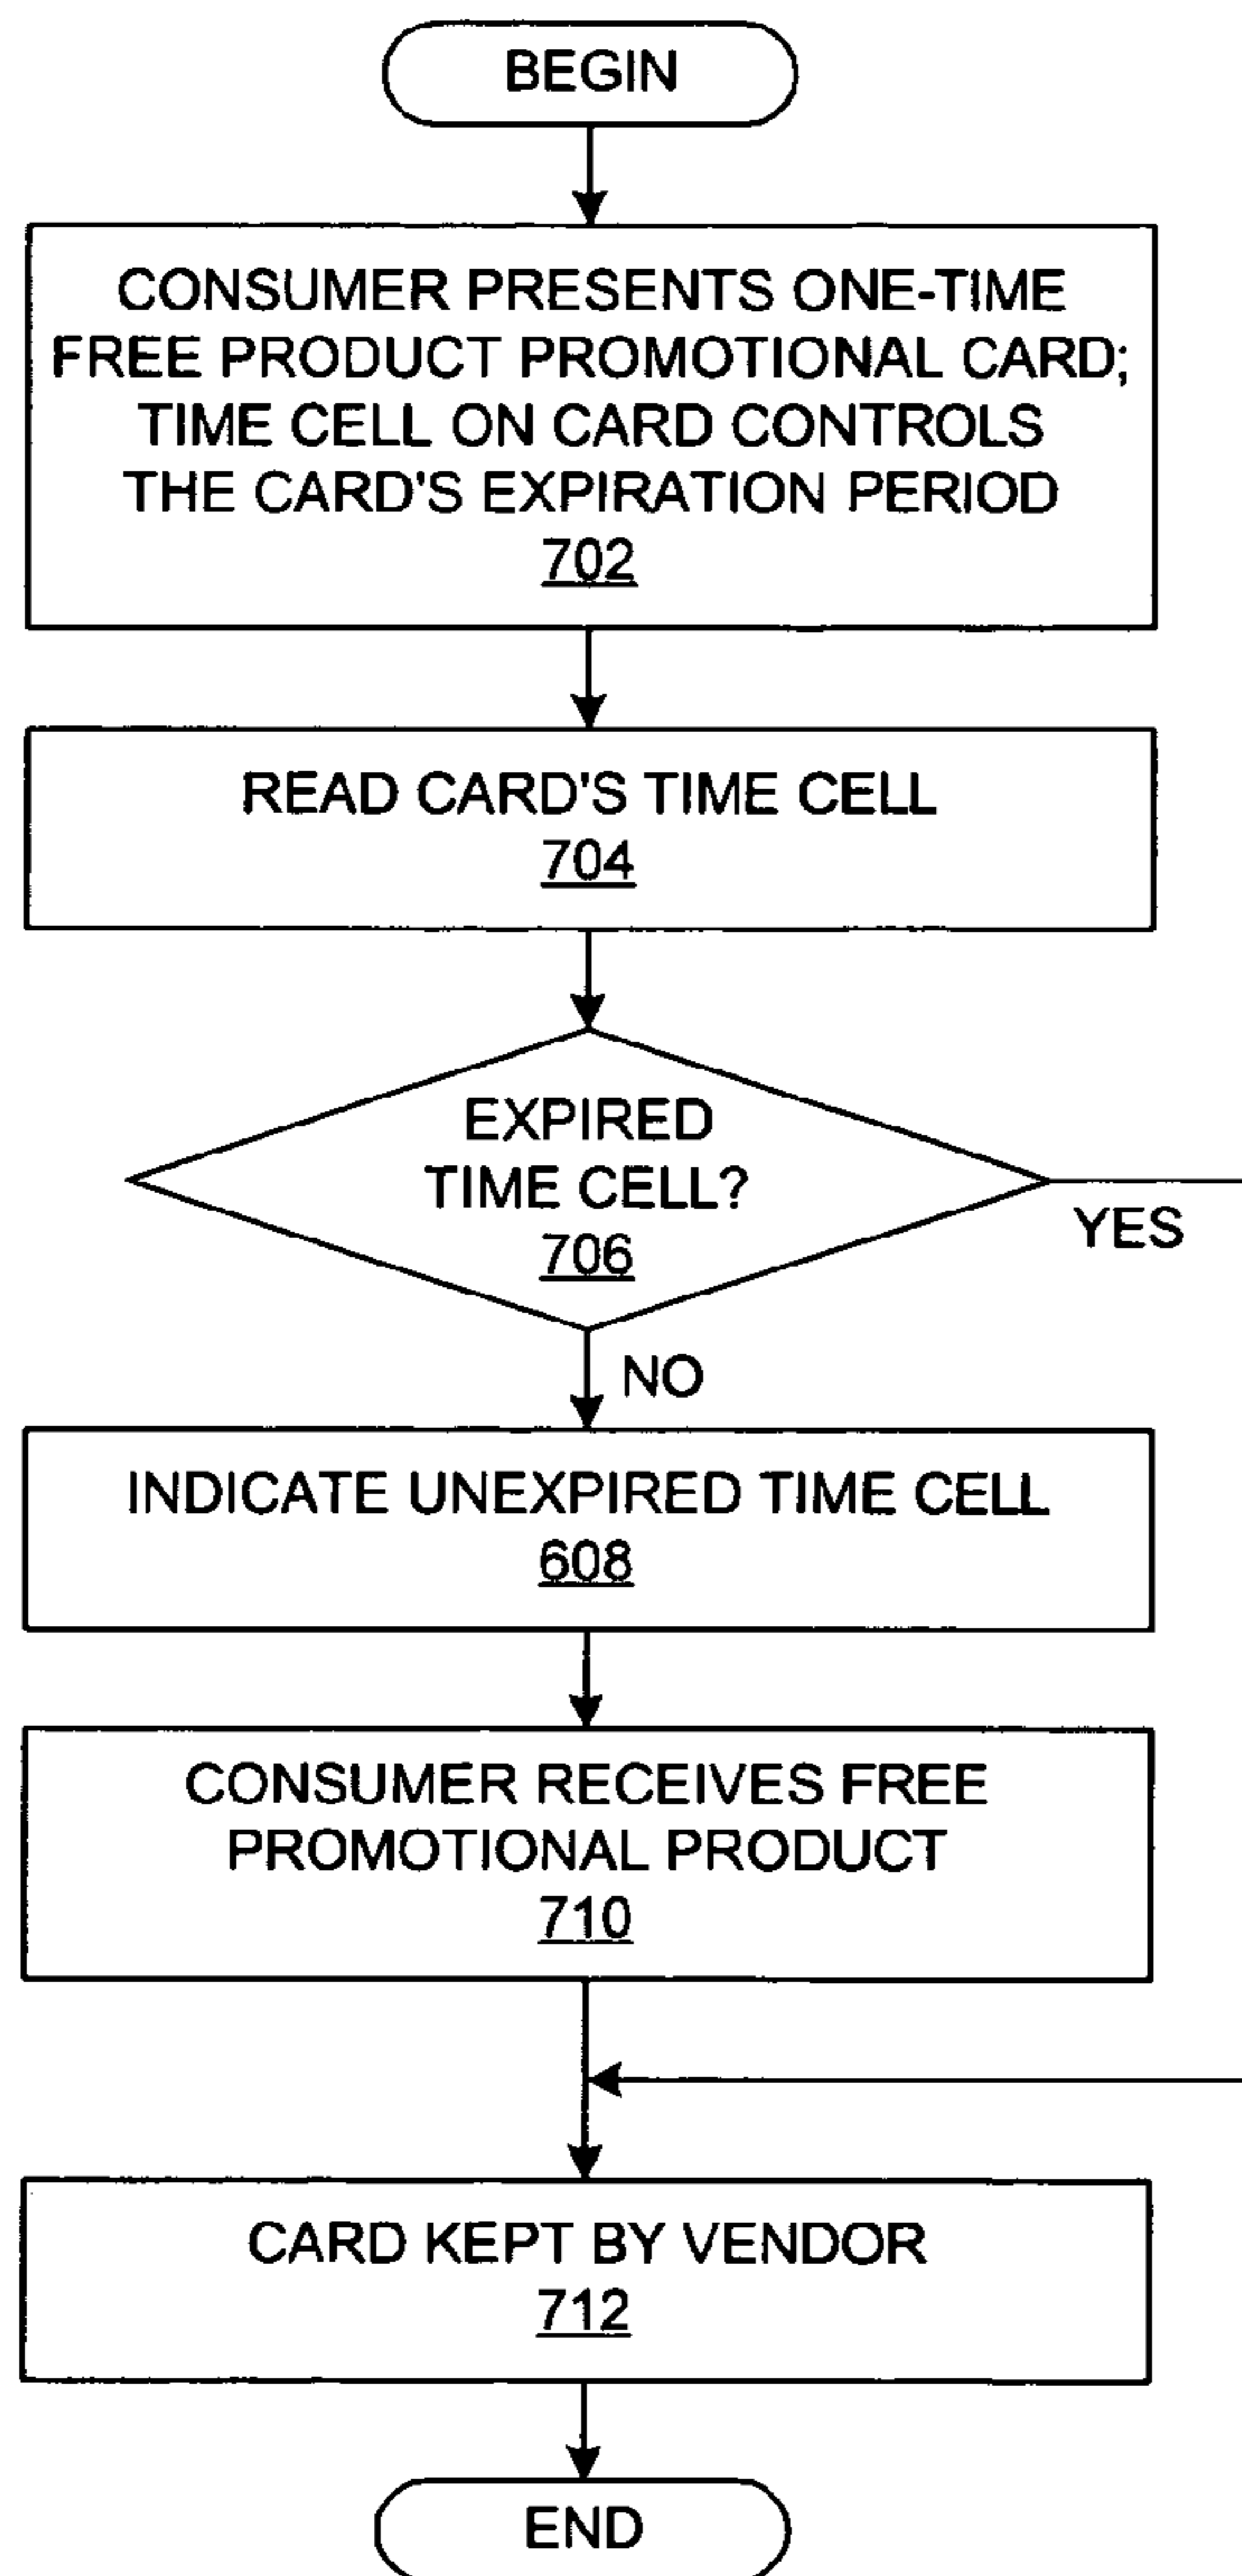 BEGIN
CONSUMER PRESENTS ONE-TIME
FREE PRODUCT PROMOTIONAL CARD;
TIME CELL ON CARD CONTROLS
THE CARD'S EXPIRATION PERIOD
702
READ CARD'S TIME CELL
704
EXPIRED
TIME CELL?
706
YES
NO
INDICATE UNEXPIRED TIME CELL
608
CONSUMER RECEIVES FREE
PROMOTIONAL PRODUCT
710
CARD KEPT BY VENDOR
712
END